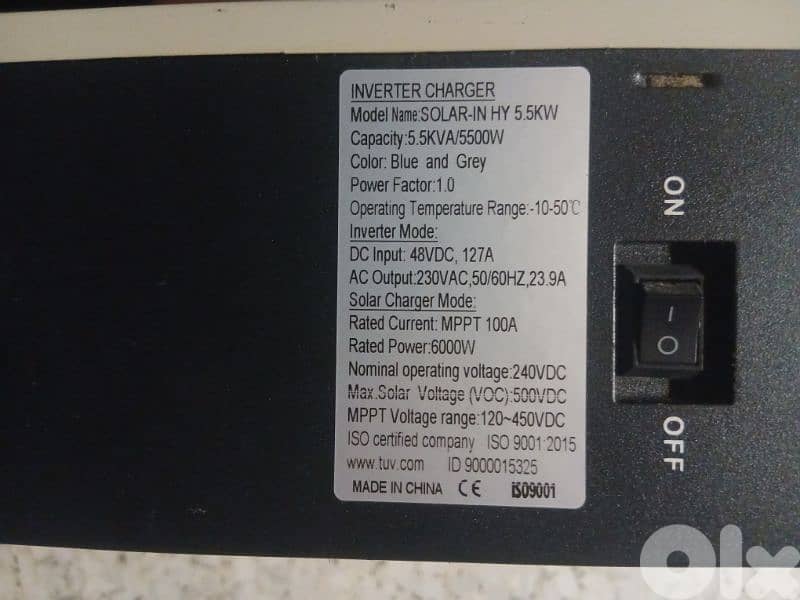 INVERTER CHARGER
Model Name:SOLAR-IN HY 5.5KW
Capacity:5.5KVA/5500W
Color: Blue and Grey
Power Factor:1.0
Operating Temperature Range:-10-50℃
Inverter Mode:
DC Input: 48VDC, 127A
AC Output:230VAC,50/60HZ,23.9A
Solar Charger Mode:
Rated Current: MPPT 100A
Rated Power:6000W
Nominal operating voltage:240VDC
Max.Solar Voltage (VOC):500VDC
MPPT Voltage range:120~450VDC
ISO certified company ISO 9001:2015
www.tuv.com ID 9000015325
MADE IN CHINA CE ISO9001
ON
I
O
OFF
Olx